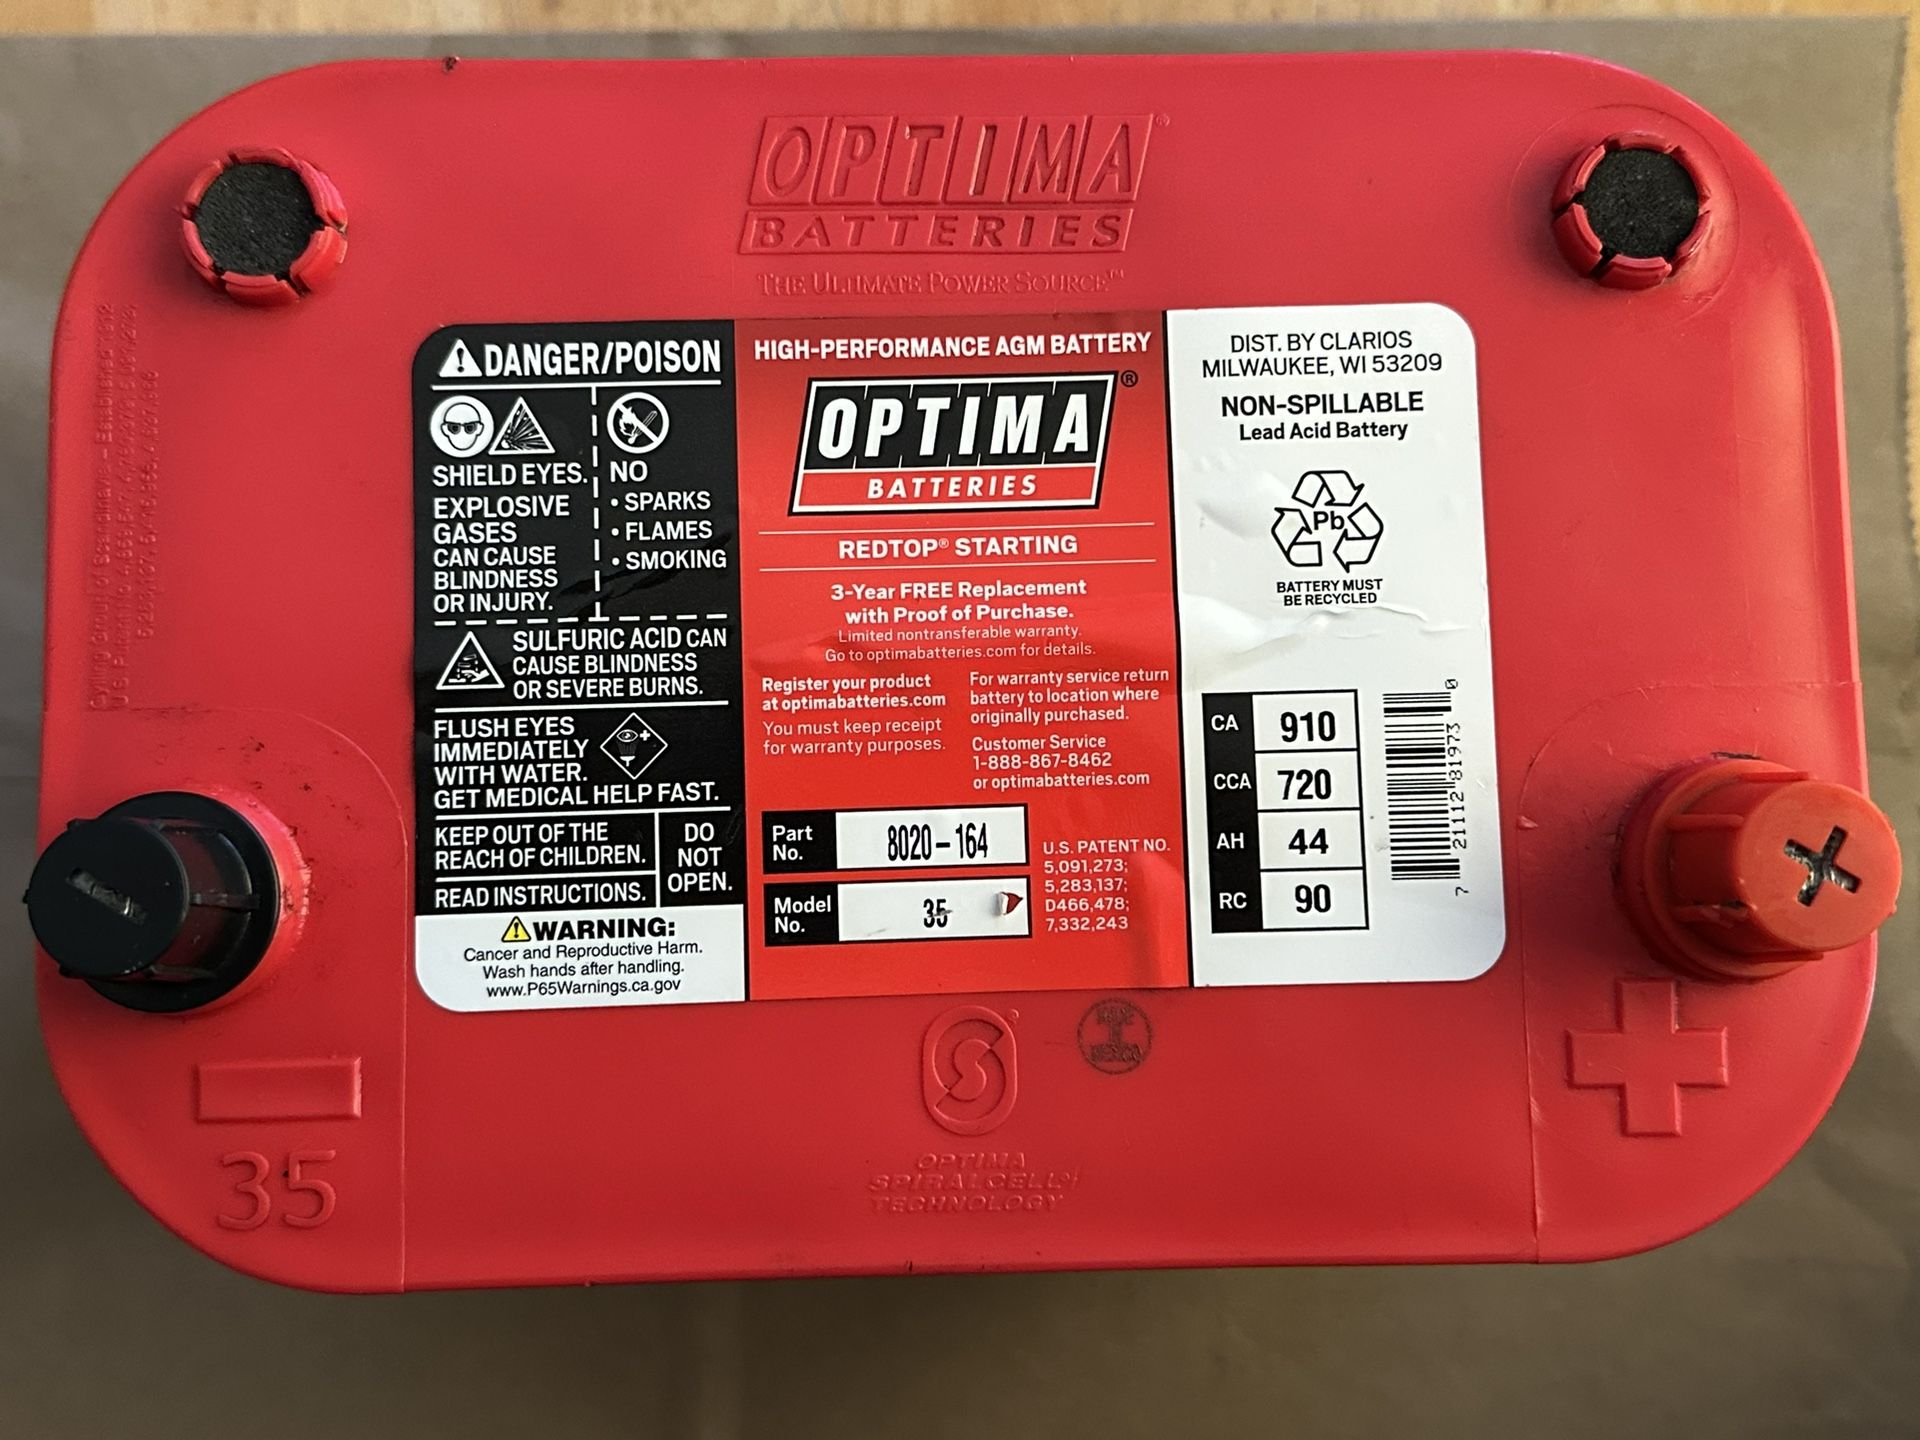 OPTIMA®
BATTERIES
THE ULTIMATE POWER SOURCE™
DANGER/POISON
SHIELD EYES.
EXPLOSIVE
GASES
CAN CAUSE
BLINDNESS
OR INJURY.
NO
• SPARKS
• FLAMES
• SMOKING
SULFURIC ACID CAN
CAUSE BLINDNESS
OR SEVERE BURNS.
FLUSH EYES
IMMEDIATELY
WITH WATER.
GET MEDICAL HELP FAST.
KEEP OUT OF THE
REACH OF CHILDREN.
READ INSTRUCTIONS.
DO
NOT
OPEN.
WARNING:
Cancer and Reproductive Harm.
Wash hands after handling.
www.P65Warnings.ca.gov
HIGH-PERFORMANCE AGM BATTERY
OPTIMA®
BATTERIES
REDTOP® STARTING
3-Year FREE Replacement
with Proof of Purchase.
Limited nontransferable warranty.
Go to optimabatteries.com for details.
Register your product
at optimabatteries.com
You must keep receipt
for warranty purposes.
For warranty service return
battery to location where
originally purchased.
Customer Service
1-888-867-8462
or optimabatteries.com
Part
No.
8020-164
Model
No.
35
U.S. PATENT NO.
5,091,273;
5,283,137;
D466,478;
7,332,243
DIST. BY CLARIOS
MILWAUKEE, WI 53209
NON-SPILLABLE
Lead Acid Battery
Pb
BATTERY MUST
BE RECYCLED
CA 910
CCA 720
AH 44
RC 90
7 21112 81973 0
35
OPTIMA
SPIRALCELL®
TECHNOLOGY